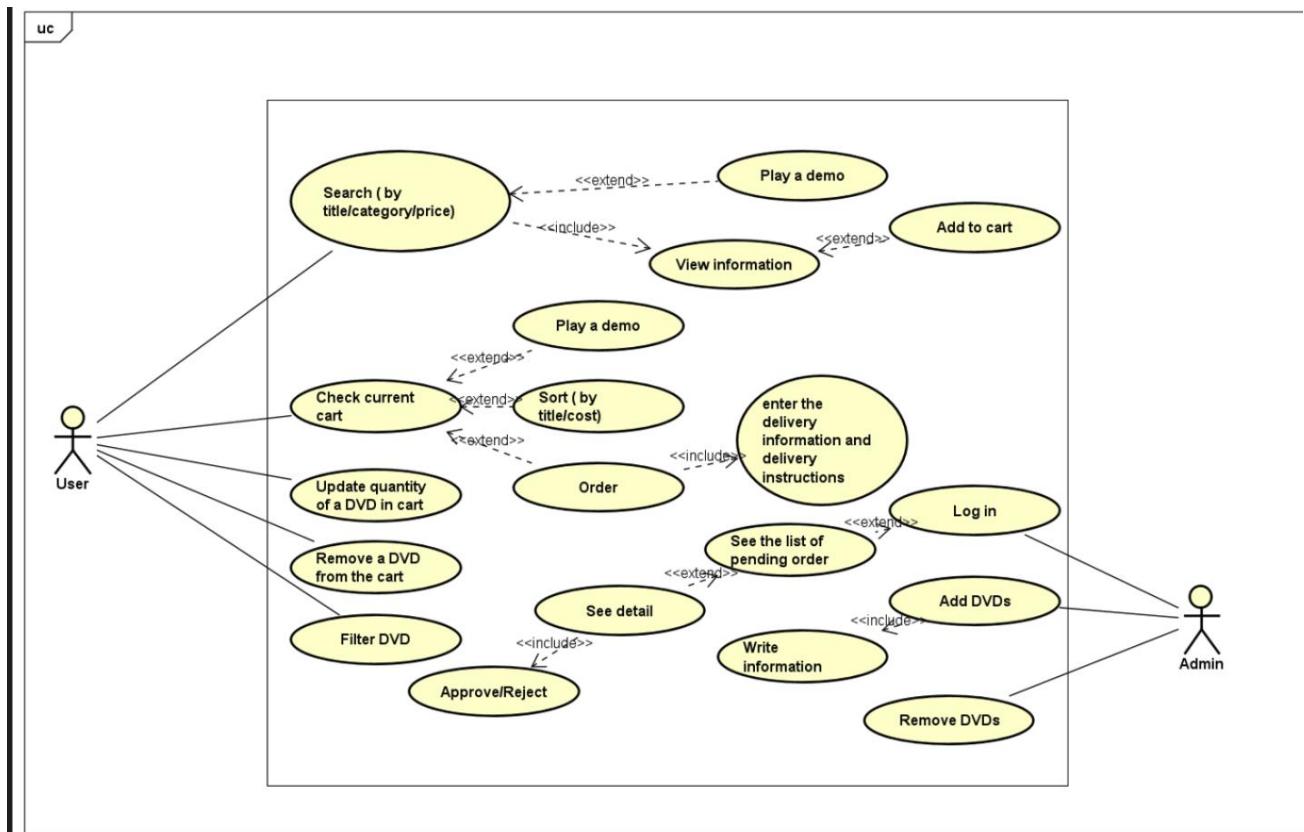 uc
Search ( by
title/category/price)
<<extend>>
Play a demo
<<include>>
View information
<<extend>>
Add to cart
Play a demo
<<extend>>
Check current
cart
<<extend>>
Sort ( by
title/cost)
<<extend>>
Order
<<include>>
enter the
delivery
information and
delivery
instructions
User
Update quantity
of a DVD in cart
Remove a DVD
from the cart
Filter DVD
Log in
<<extend>>
See the list of
pending order
<<extend>>
See detail
<<include>>
Approve/Reject
Add DVDs
<<include>>
Write
information
Remove DVDs
Admin